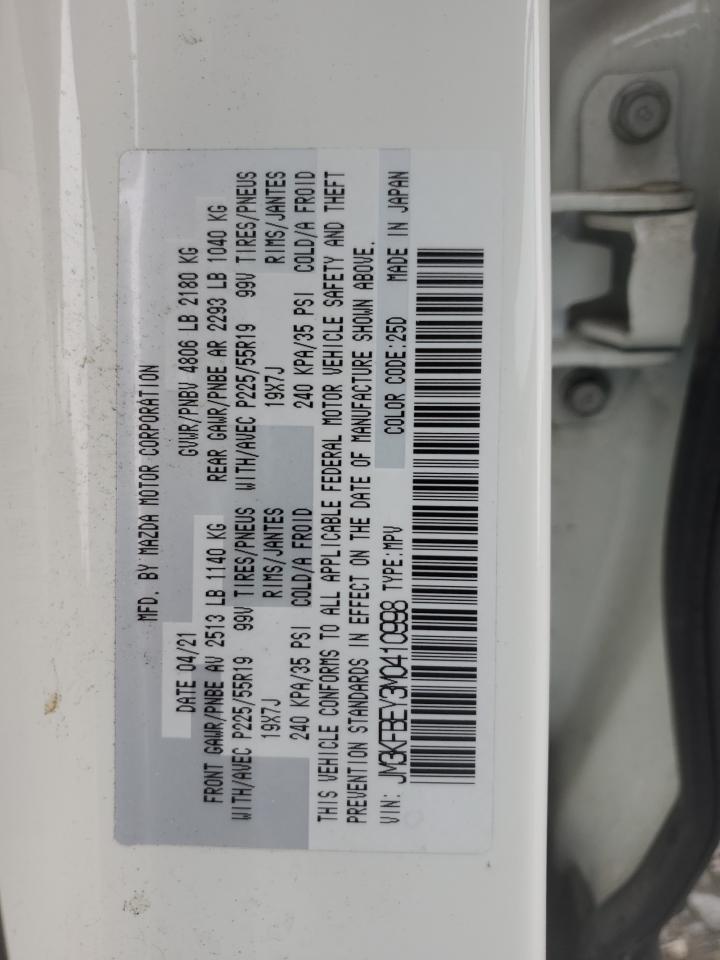 MFD. BY MAZDA MOTOR CORPORATION
DATE 04/21 GVWR/PNBV 4806 LB 2180 KG
FRONT GAWR/PNBE AV 2513 LB 1140 KG REAR GAWR/PNBE AR 2293 LB 1040 KG
WITH/AVEC P225/55R19 99V TIRES/PNEUS WITH/AVEC P225/55R19 99V TIRES/PNEUS
19X7J RIMS/JANTES 19X7J RIMS/JANTES
240 KPA/35 PSI COLD/A FROID 240 KPA/35 PSI COLD/A FROID
THIS VEHICLE CONFORMS TO ALL APPLICABLE FEDERAL MOTOR VEHICLE SAFETY AND THEFT
PREVENTION STANDARDS IN EFFECT ON THE DATE OF MANUFACTURE SHOWN ABOVE.
VIN: JM3KFBEY3M0410998 TYPE:MPV COLOR CODE:25D MADE IN JAPAN